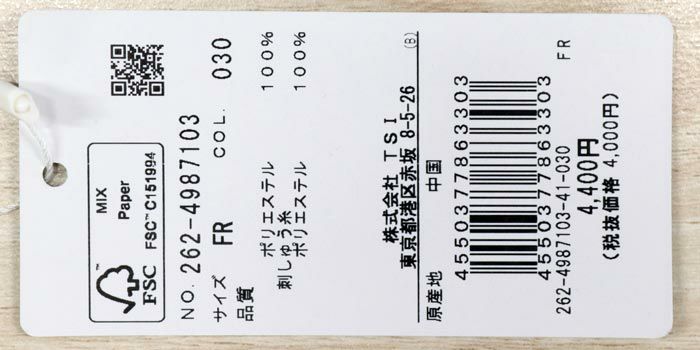 MIX
Paper
FSC™ C151994
FSC
NO. 262-4987103
サイズ FR COL. 030
品質
ポリエステル 100%
刺しゅう糸
ポリエステル 100%
株式会社 TSI (B)
東京都港区赤坂 8-5-26
原産地 中国
4550377863303
4550377863303
262-4987103-41-030 FR
4,400円
(税抜価格 4,000円)